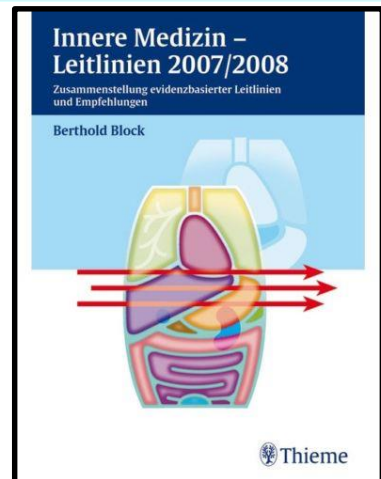 Innere Medizin –
Leitlinien 2007/2008
Zusammenstellung evidenzbasierter Leitlinien
und Empfehlungen
Berthold Block
Thieme